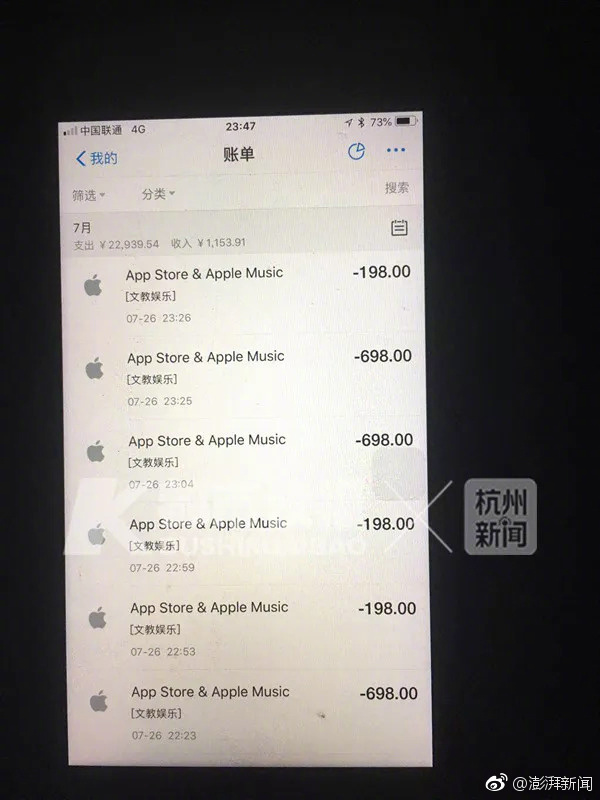 中国联通 4G 23:47 73%
我的 账单
筛选 分类 搜索
7月
支出 ¥22,939.54 收入 ¥1,153.91
App Store & Apple Music -198.00
[文教娱乐]
07-26 23:26
App Store & Apple Music -698.00
[文教娱乐]
07-26 23:25
App Store & Apple Music -698.00
[文教娱乐]
07-26 23:04
App Store & Apple Music -198.00
[文教娱乐]
07-26 22:59
App Store & Apple Music -198.00
[文教娱乐]
07-26 22:53
App Store & Apple Music -698.00
[文教娱乐]
07-26 22:23
杭州
新闻
@澎湃新闻